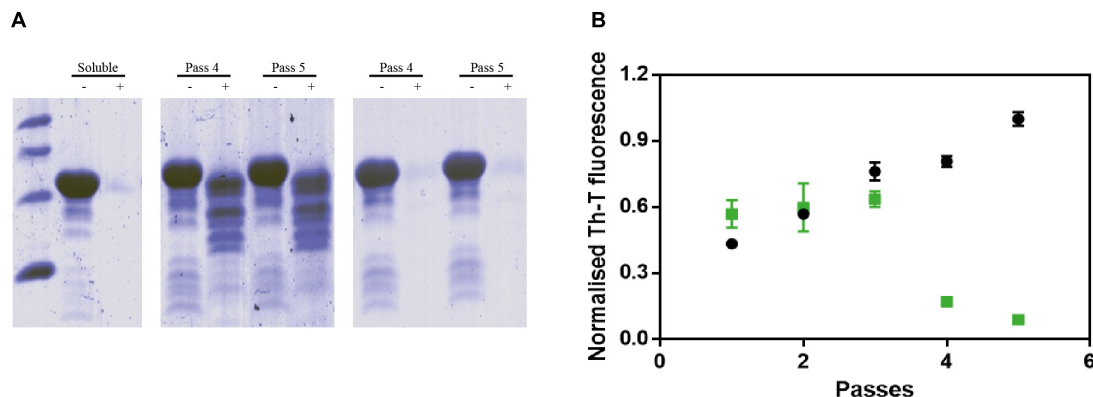 A
B
Soluble
Pass 4
Pass 5
Pass 4
Pass 5
- +
- +
- +
- +
- +
Normalised Th-T fluorescence
1.2
0.9
0.6
0.3
0.0
0
2
4
6
Passes